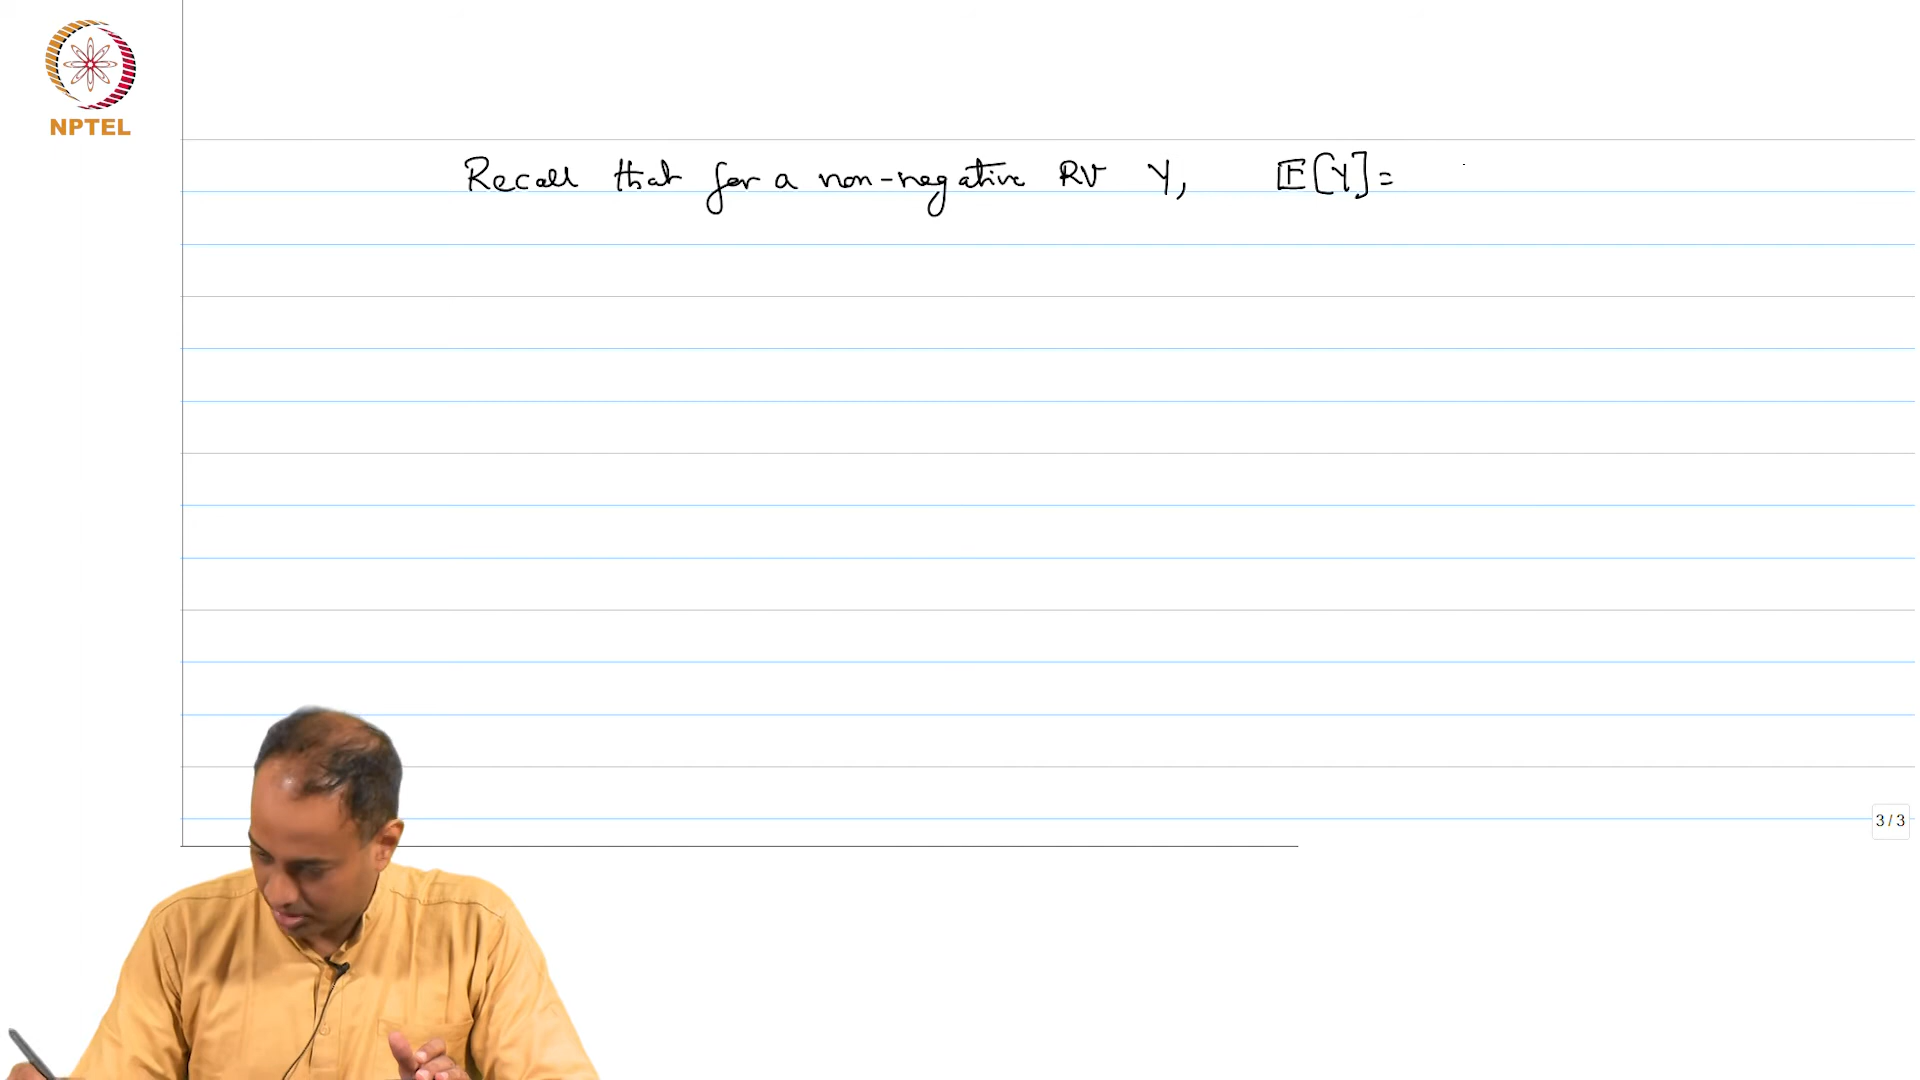 NPTEL
Recall that for a non-negative RV Y, 𝔼[Y]=
3 / 3